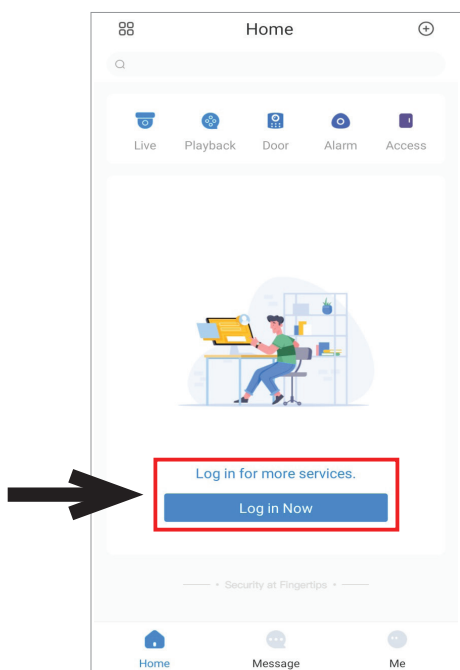 Home
Live Playback Door Alarm Access
Log in for more services.
Log in Now
• Security at Fingertips •
Home Message Me